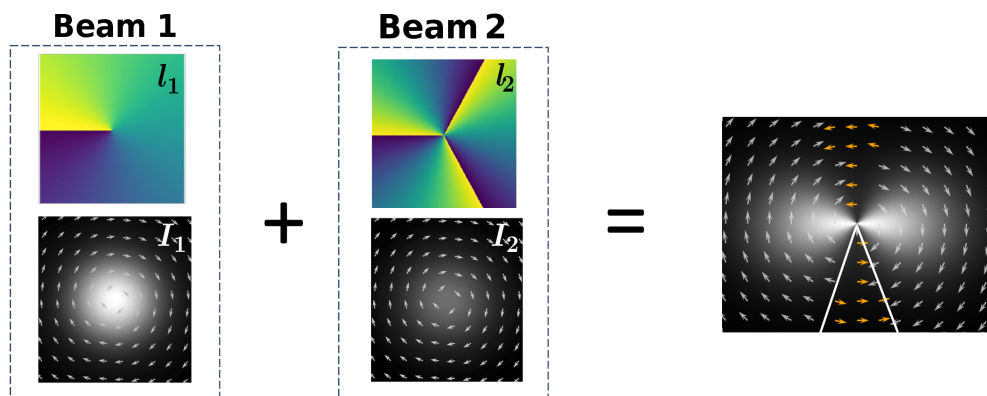 Beam 1
Beam 2
l₁
l₂
I₁
I₂
+
=